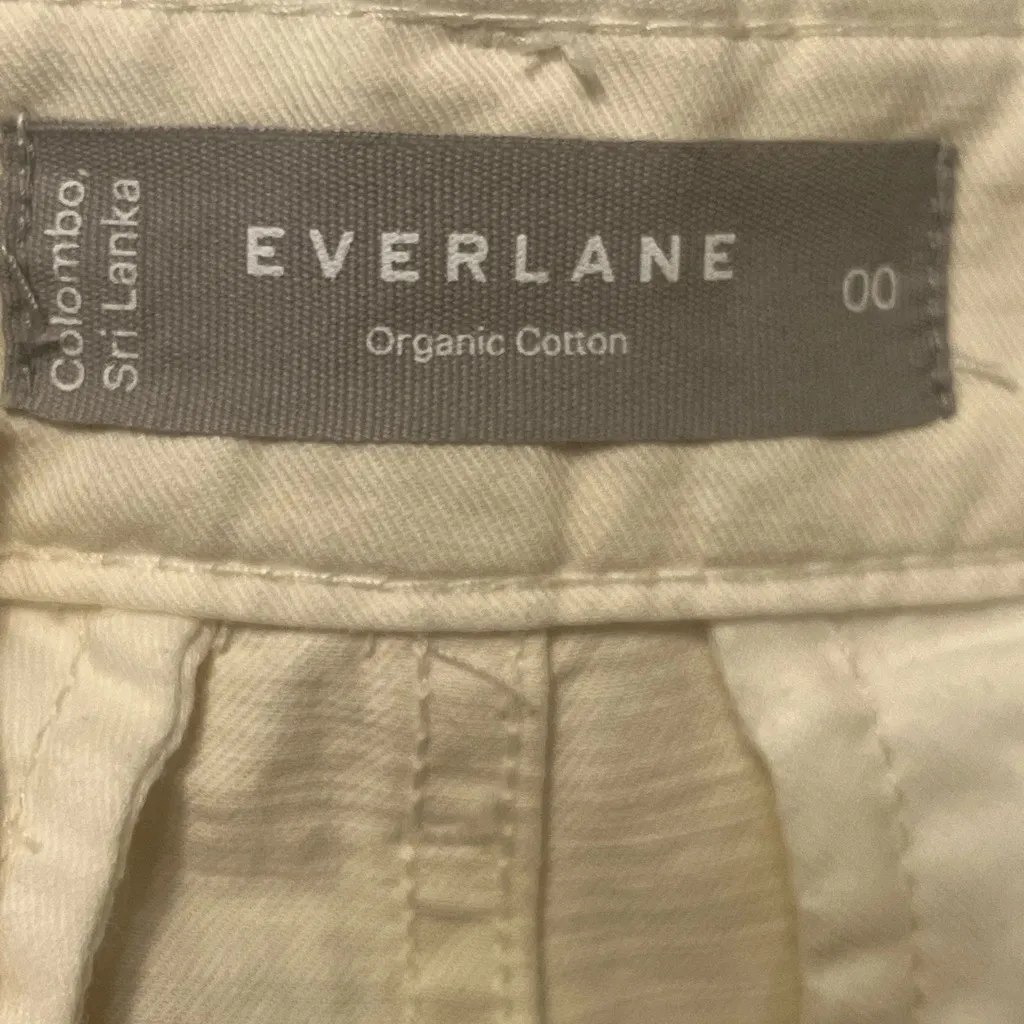 Colombo,
Sri Lanka
EVERLANE
Organic Cotton
00